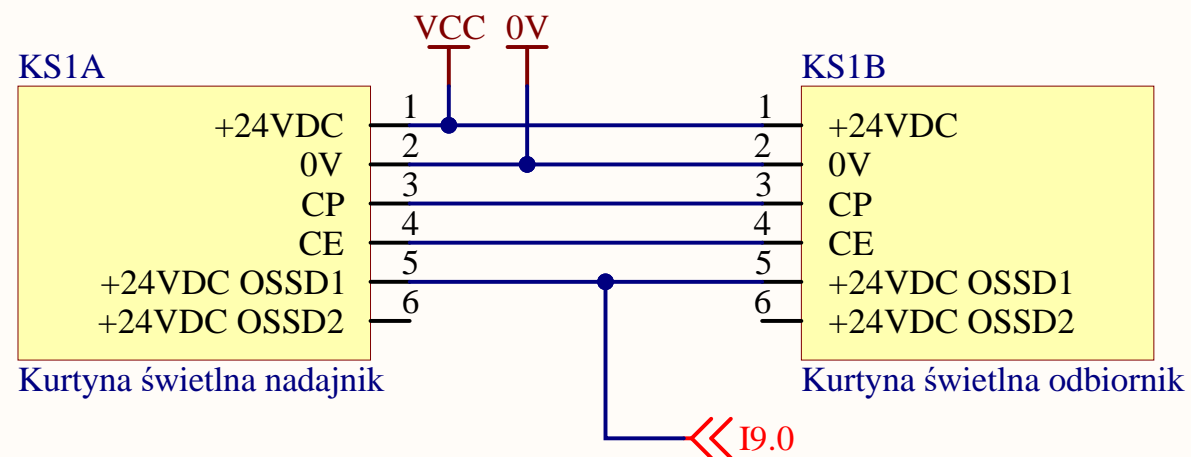 VCC 0V
KS1A KS1B
1 1
+24VDC +24VDC
2 2
0V 0V
3 3
CP CP
4 4
CE CE
5 5
+24VDC OSSD1 +24VDC OSSD1
6 6
+24VDC OSSD2 +24VDC OSSD2
Kurtyna świetlna nadajnik Kurtyna świetlna odbiornik
I9.0